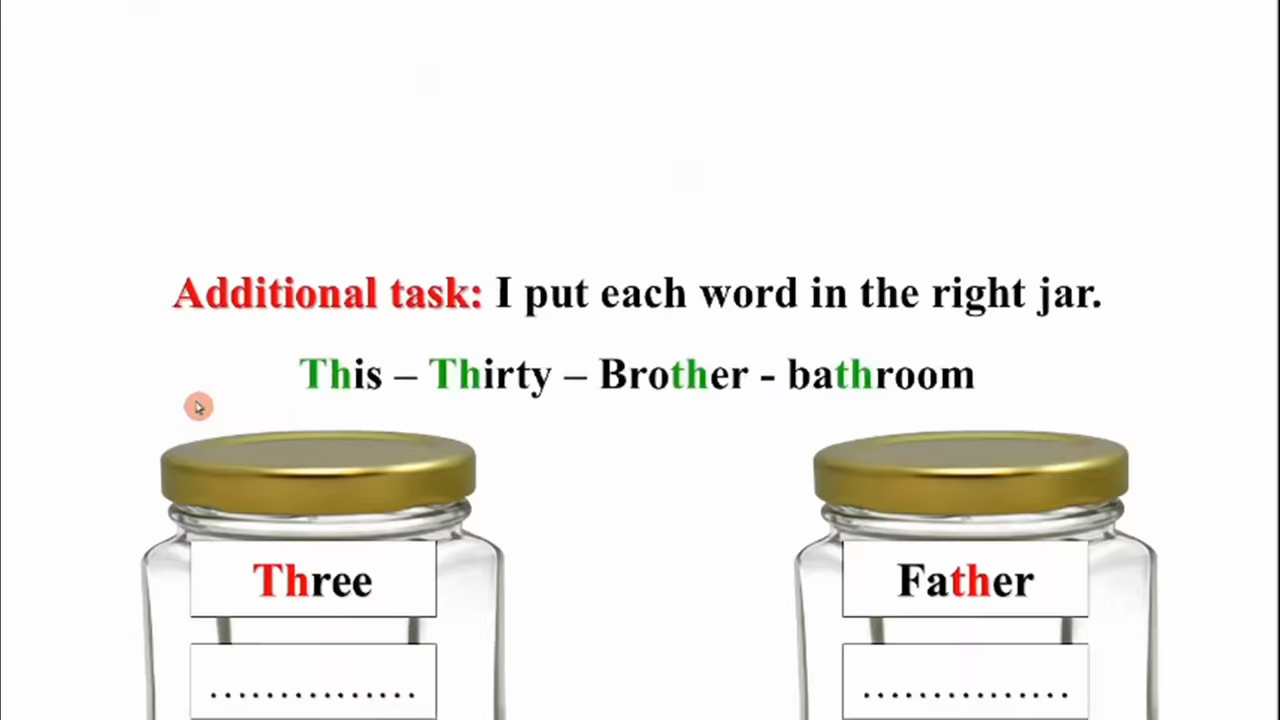 Additional task: I put each word in the right jar.
This – Thirty – Brother - bathroom
Three
Father
...............
...............